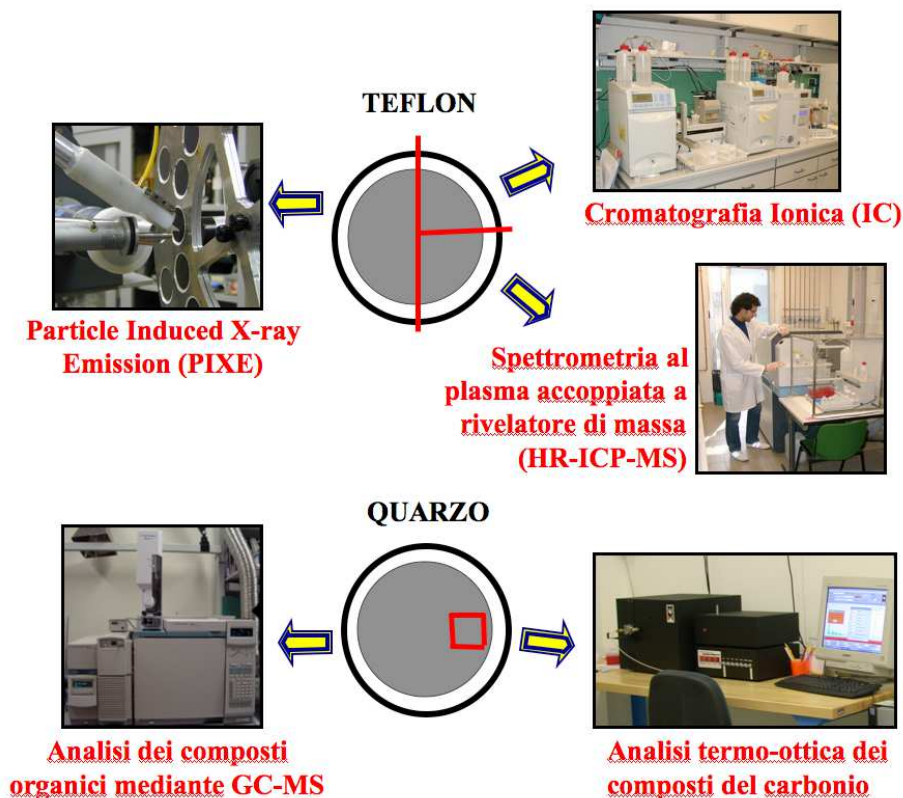 TEFLON
Cromatografia Ionica (IC)
Particle Induced X-ray
Emission (PIXE)
Spettrometria al
plasma accoppiata a
rivelatore di massa
(HR-ICP-MS)
QUARZO
Analisi dei composti
organici mediante GC-MS
Analisi termo-ottica dei
composti del carbonio